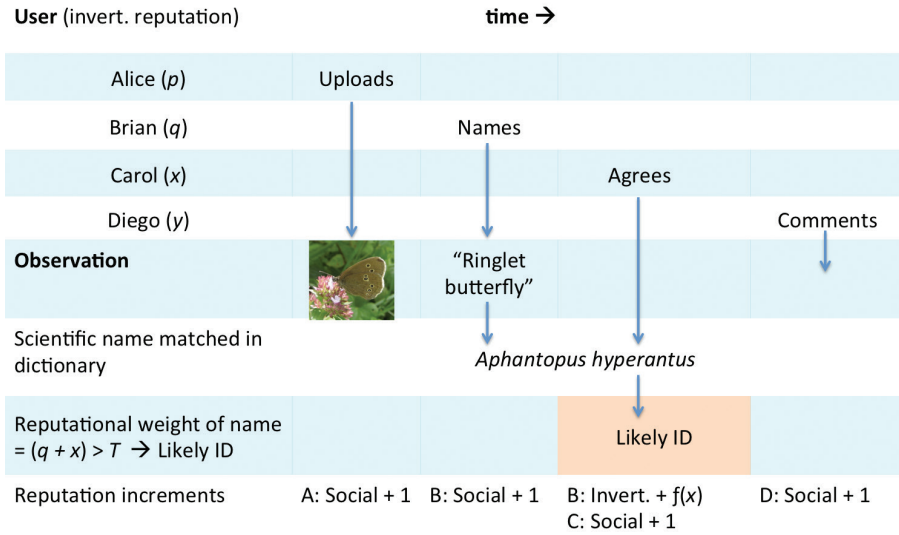 User (invert. reputation) time →
Alice (p) Uploads
Brian (q) Names
Carol (x) Agrees
Diego (y) Comments
Observation
“Ringlet
butterfly”
Scientific name matched in
dictionary
Aphantopus hyperantus
Reputational weight of name
= (q + x) > T → Likely ID
Likely ID
Reputation increments A: Social + 1 B: Social + 1 B: Invert. + ƒ(x) D: Social + 1
C: Social + 1